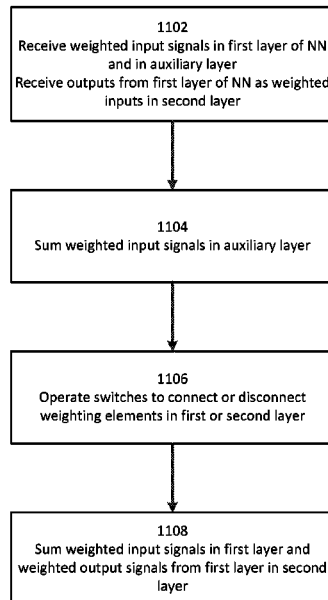 1102
Receive weighted input signals in first layer of NN
and in auxiliary layer
Receive outputs from first layer of NN as weighted
inputs in second layer
1104
Sum weighted input signals in auxiliary layer
1106
Operate switches to connect or disconnect
weighting elements in first or second layer
1108
Sum weighted input signals in first layer and
weighted output signals from first layer in second
layer